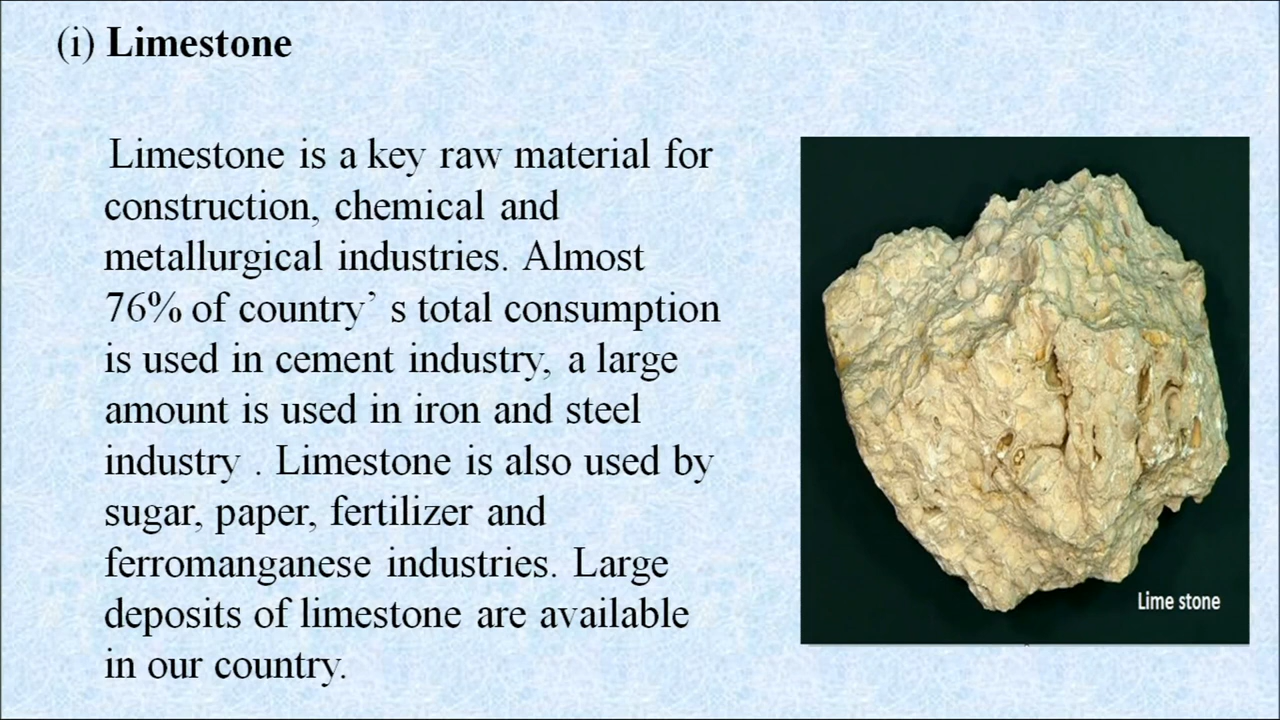 (i) Limestone
Limestone is a key raw material for
construction, chemical and
metallurgical industries. Almost
76% of country’ s total consumption
is used in cement industry, a large
amount is used in iron and steel
industry . Limestone is also used by
sugar, paper, fertilizer and
ferromanganese industries. Large
deposits of limestone are available
in our country.
Lime stone